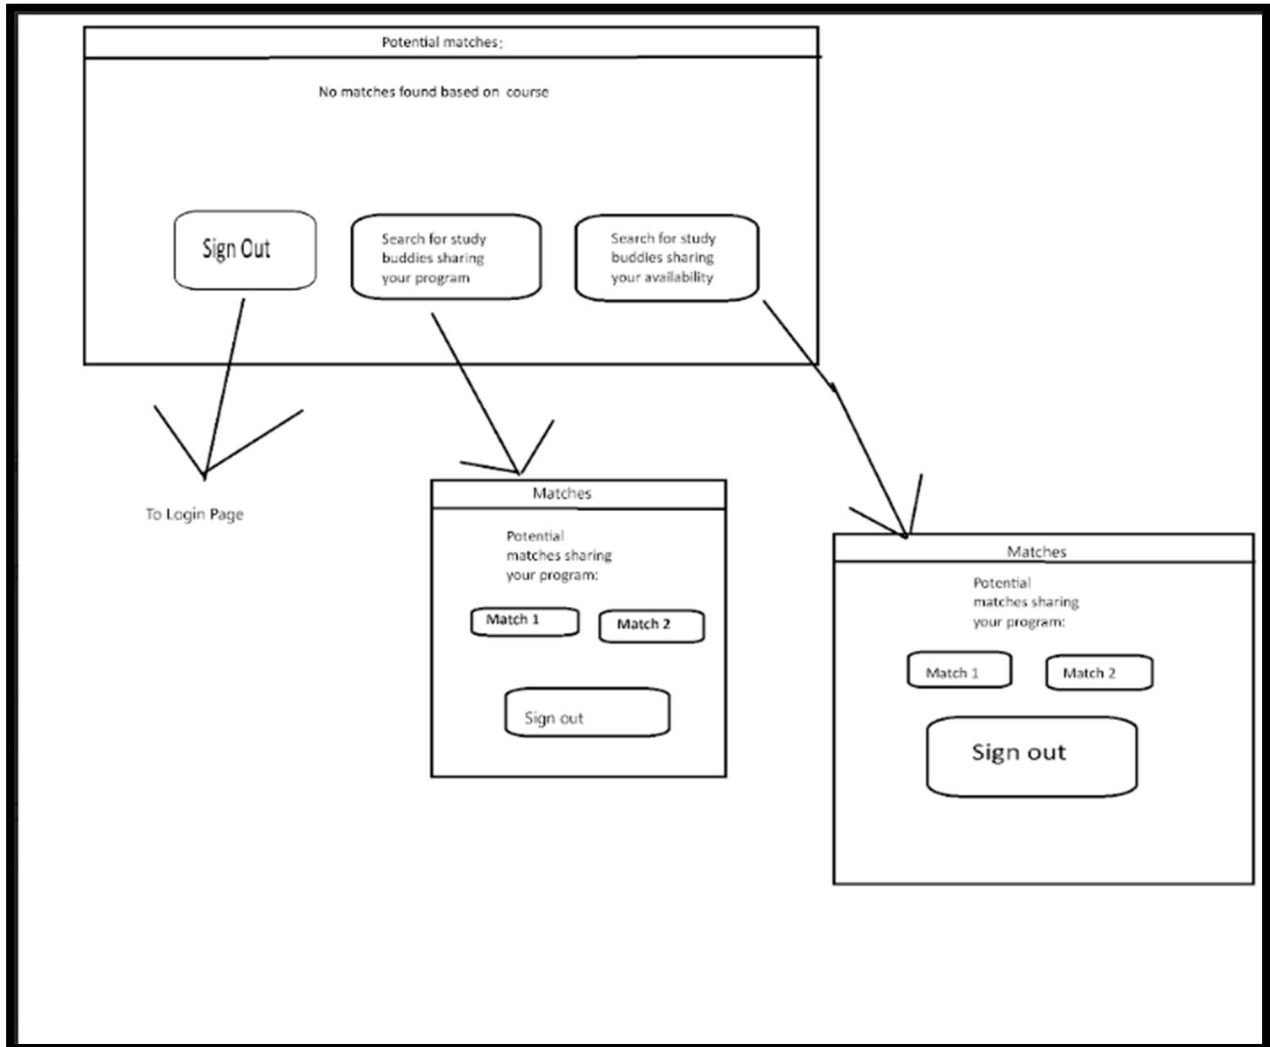 Potential matches:
No matches found based on course
Sign Out
Search for study
buddies sharing
your program
Search for study
buddies sharing
your availability
To Login Page
Matches
Potential
matches sharing
your program:
Match 1
Match 2
Sign out
Matches
Potential
matches sharing
your program:
Match 1
Match 2
Sign out